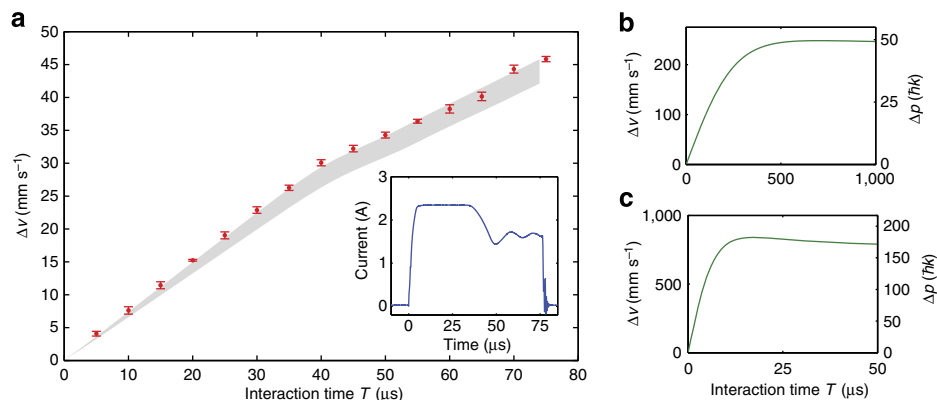 a
50
45
40
35
30
25
20
15
10
5
0
Δv (mm s⁻¹)
0 10 20 30 40 50 60 70 80
Interaction time T (μs)
3
2
1
0
Current (A)
0 25 50 75
Time (μs)
b
200
100
0
Δv (mm s⁻¹)
50
25
0
Δp (ħk)
0 500 1,000
c
1,000
500
0
Δv (mm s⁻¹)
200
150
100
50
0
Δp (ħk)
0 25 50
Interaction time T (μs)